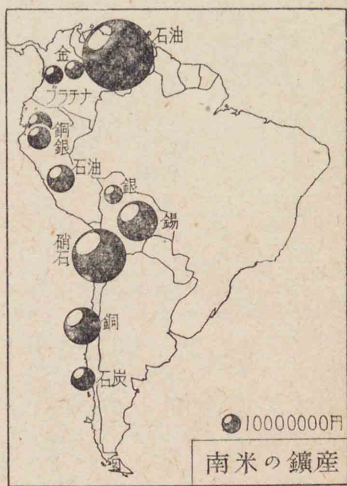 石油
金
プラチナ
銅
銀
石油
銀
錫
硝
石
銅
石炭
10000000円
南米の鑛産